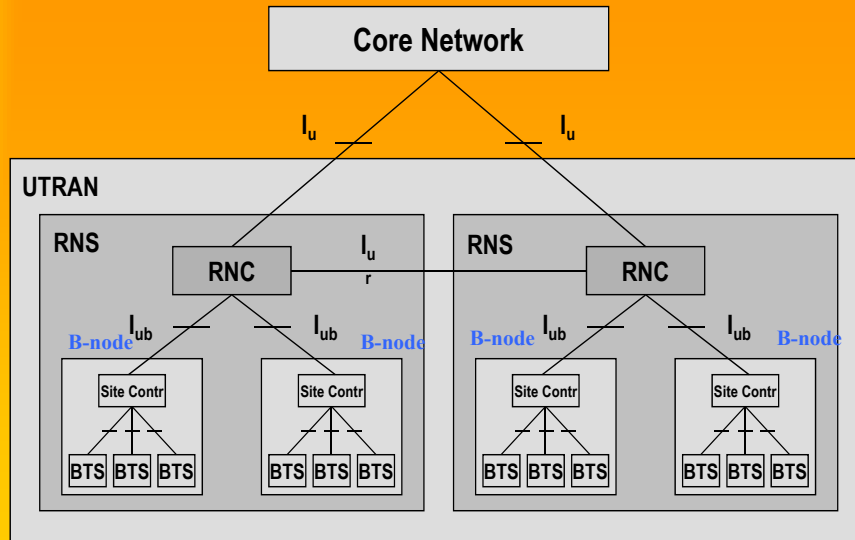 Core Network
Iu Iu
UTRAN
RNS RNS
RNC Iur RNC
Iub Iub Iub Iub
B-node B-node B-node B-node
Site Contr Site Contr Site Contr Site Contr
BTS BTS BTS BTS BTS BTS BTS BTS BTS BTS BTS BTS